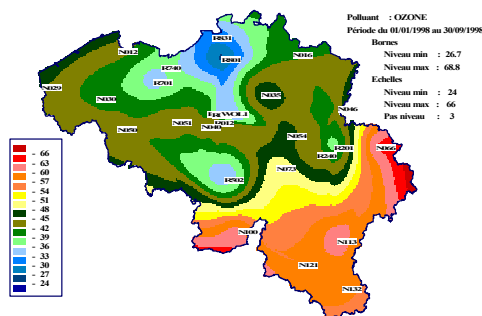 Polluant : OZONE
Période du 01/01/1998 au 30/09/1998
Bornes
Niveau min : 26.7
Niveau max : 68.8
Echelles
Niveau min : 24
Niveau max : 66
Pas niveau : 3
R831
N012
N016
R801
R740
R701
N029
N030
N035
N046
WOL1
R012
N051
N040
N050
N054
R201
R240
N066
N073
R502
N100
N113
N121
N132
- 66
- 63
- 60
- 57
- 54
- 51
- 48
- 45
- 42
- 39
- 36
- 33
- 30
- 27
- 24